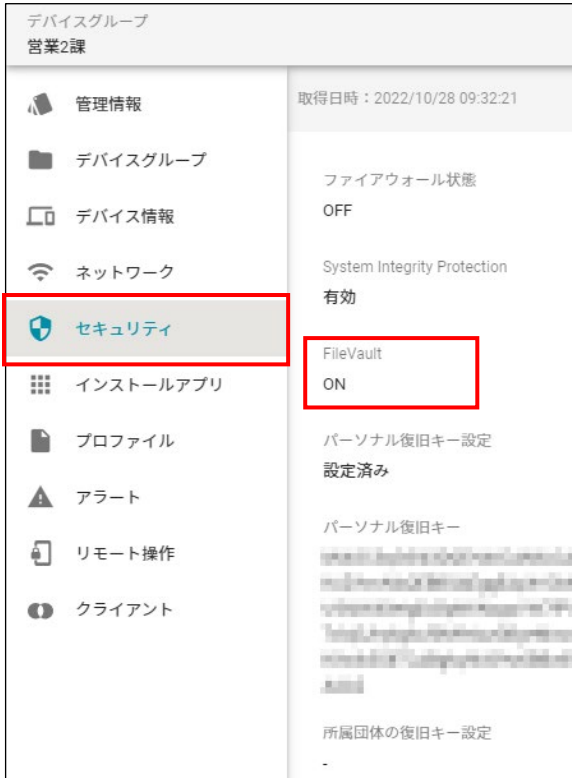 デバイスグループ
営業2課
管理情報
デバイスグループ
デバイス情報
ネットワーク
セキュリティ
インストールアプリ
プロファイル
アラート
リモート操作
クライアント
取得日時：2022/10/28 09:32:21
ファイアウォール状態
OFF
System Integrity Protection
有効
FileVault
ON
パーソナル復旧キー設定
設定済み
パーソナル復旧キー
所属団体の復旧キー設定
-